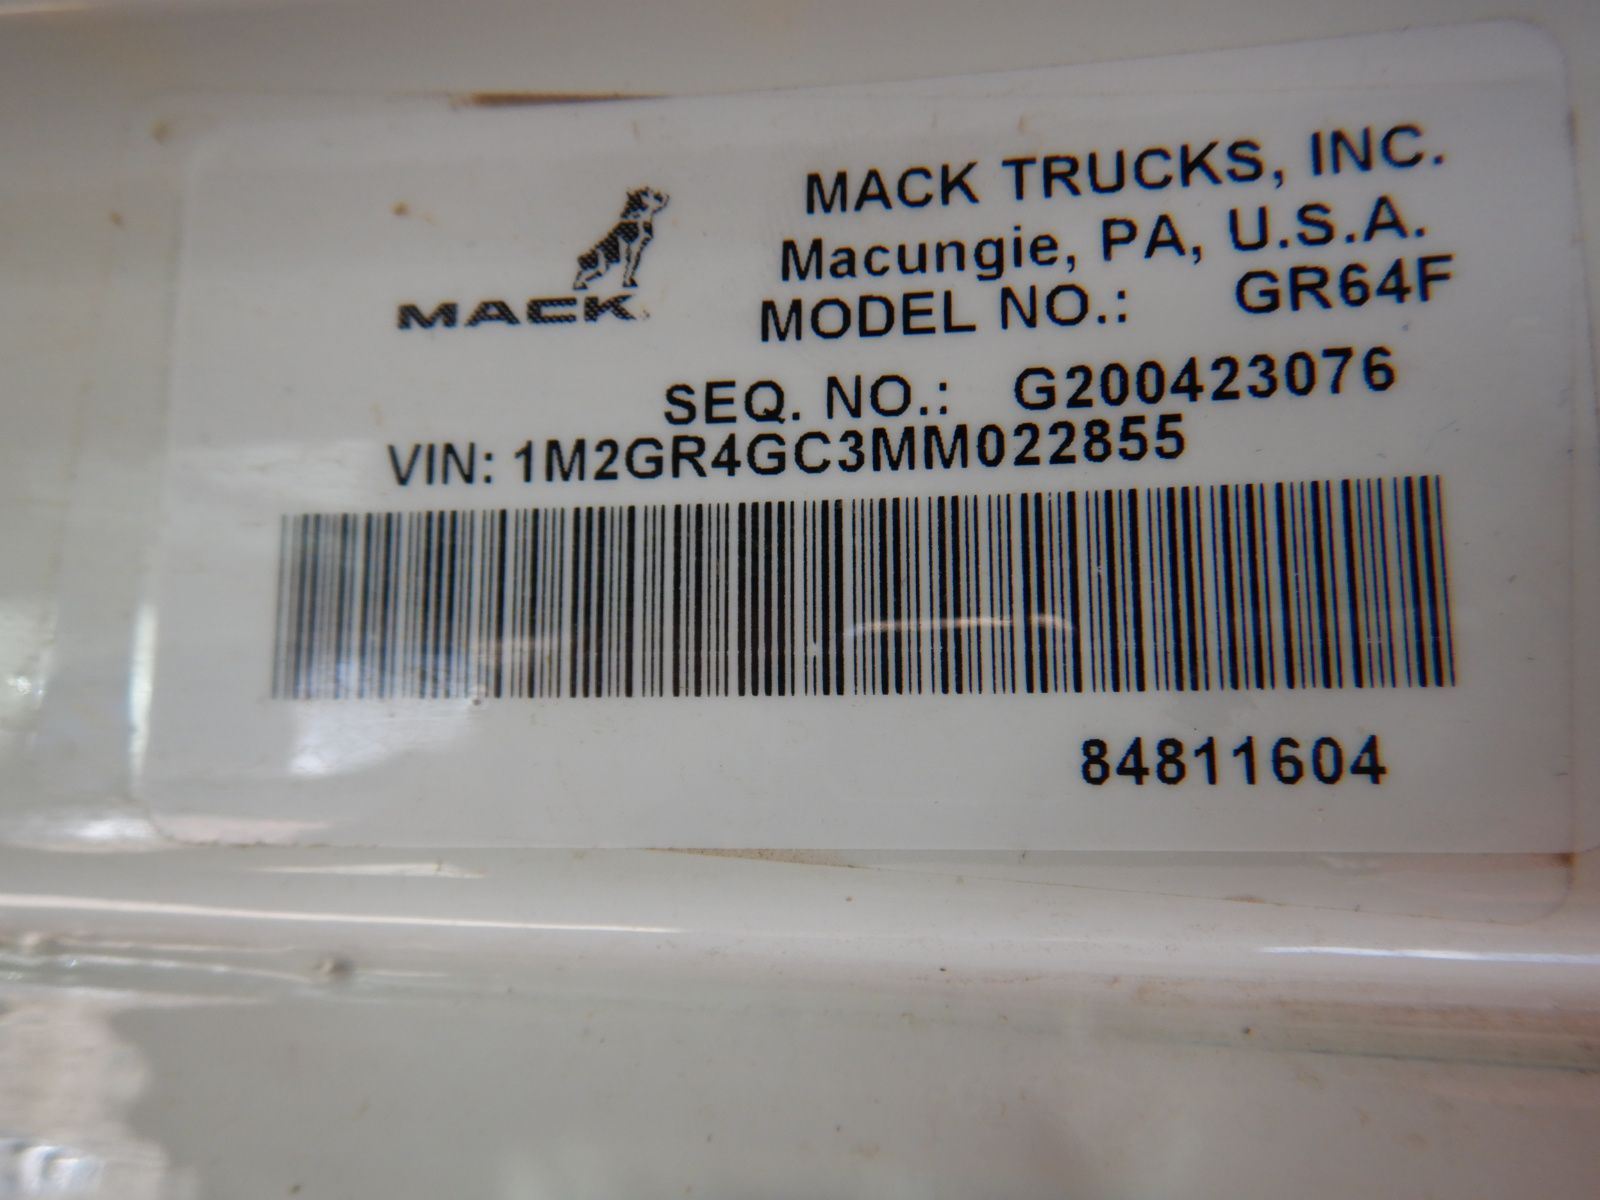 MACK
MACK TRUCKS, INC.
Macungie, PA, U.S.A.
MODEL NO.: GR64F
SEQ. NO.: G200423076
VIN: 1M2GR4GC3MM022855
84811604